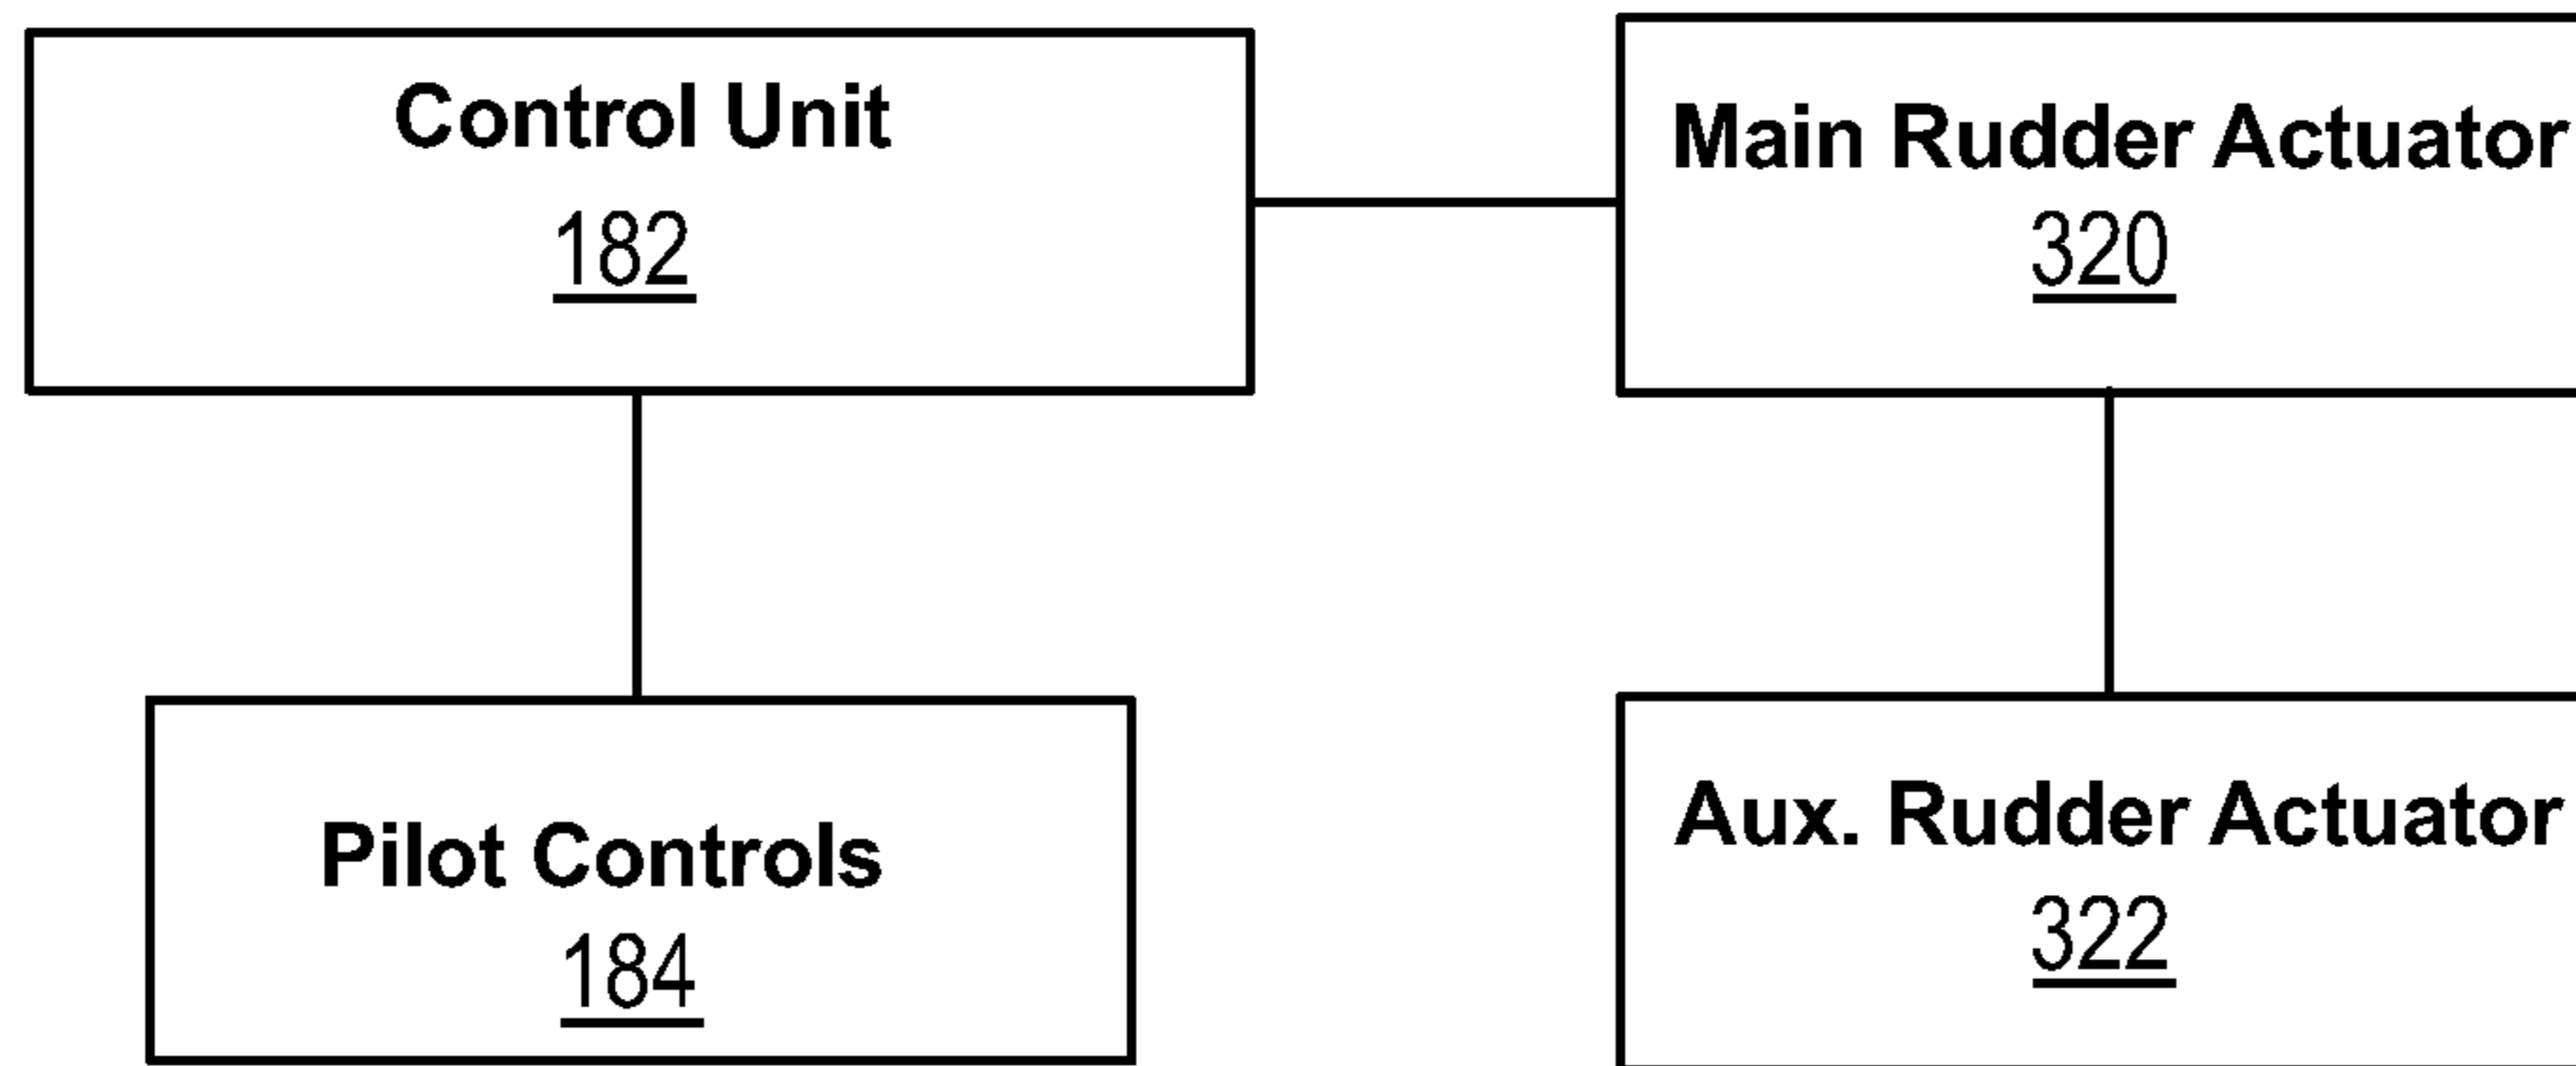 Control Unit
182
Main Rudder Actuator
320
Pilot Controls
184
Aux. Rudder Actuator
322